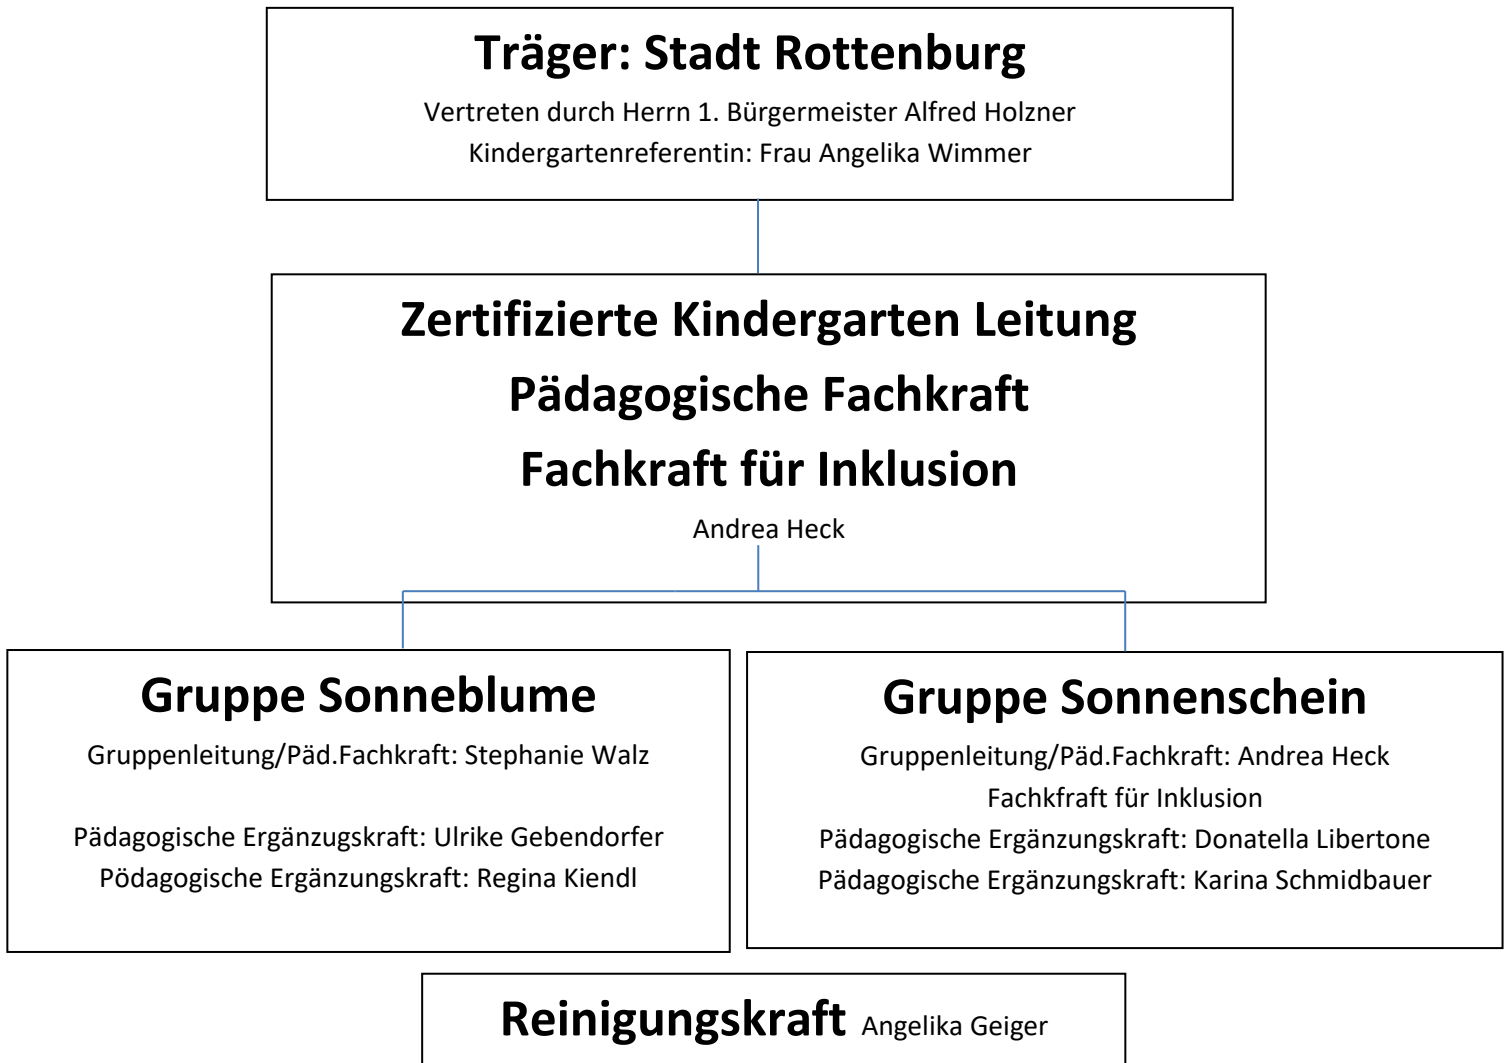 Träger: Stadt Rottenburg
Vertreten durch Herrn 1. Bürgermeister Alfred Holzner
Kindergartenreferentin: Frau Angelika Wimmer
Zertifizierte Kindergarten Leitung
Pädagogische Fachkraft
Fachkraft für Inklusion
Andrea Heck
Gruppe Sonneblume
Gruppenleitung/Päd.Fachkraft: Stephanie Walz
Pädagogische Ergänzugskraft: Ulrike Gebendorfer
Pödagogische Ergänzungskraft: Regina Kiendl
Gruppe Sonnenschein
Gruppenleitung/Päd.Fachkraft: Andrea Heck
Fachkfraft für Inklusion
Pädagogische Ergänzungskraft: Donatella Libertone
Pädagogische Ergänzungskraft: Karina Schmidbauer
Reinigungskraft Angelika Geiger